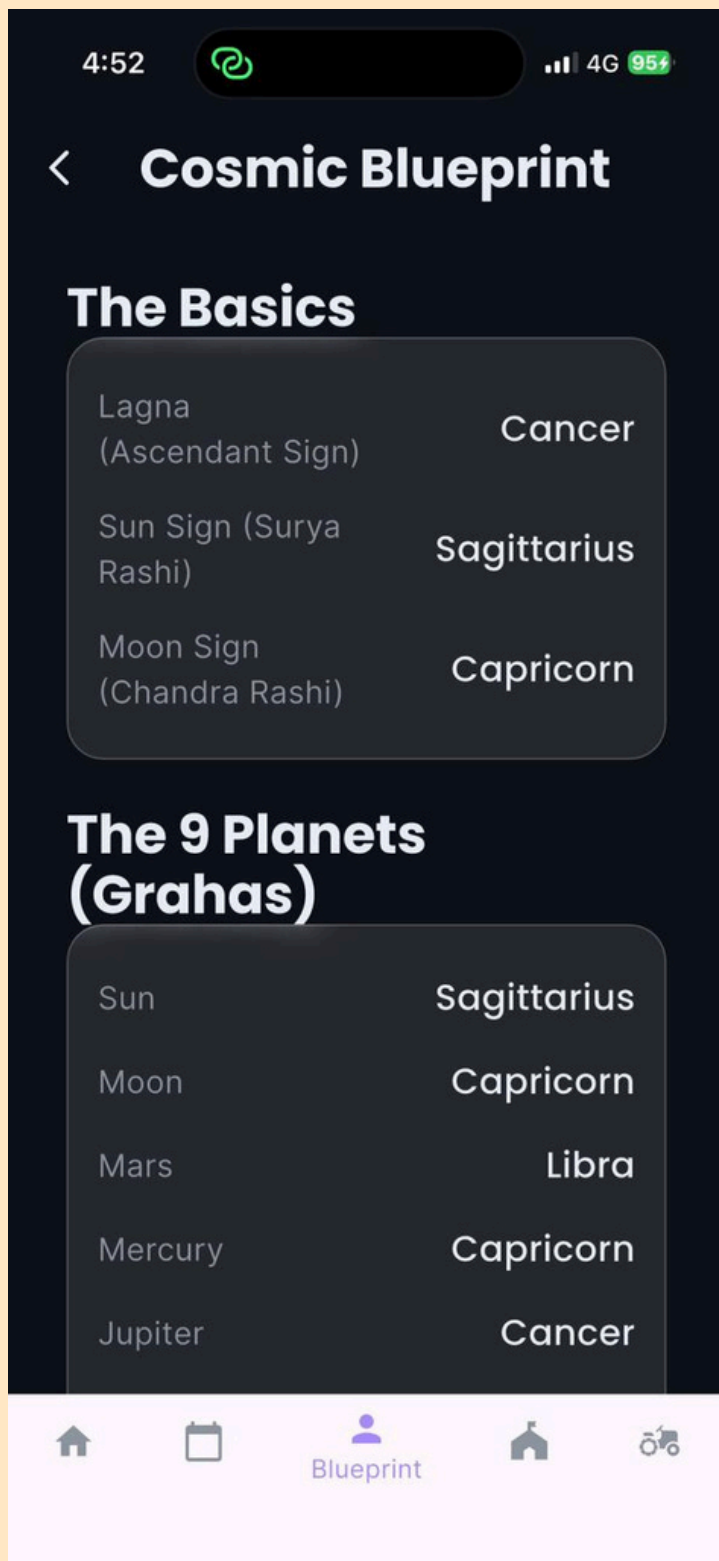 4:52
4G 95
Cosmic Blueprint
The Basics
Lagna
(Ascendant Sign)
Cancer
Sun Sign (Surya
Rashi)
Sagittarius
Moon Sign
(Chandra Rashi)
Capricorn
The 9 Planets
(Grahas)
Sun Sagittarius
Moon Capricorn
Mars Libra
Mercury Capricorn
Jupiter Cancer
Blueprint